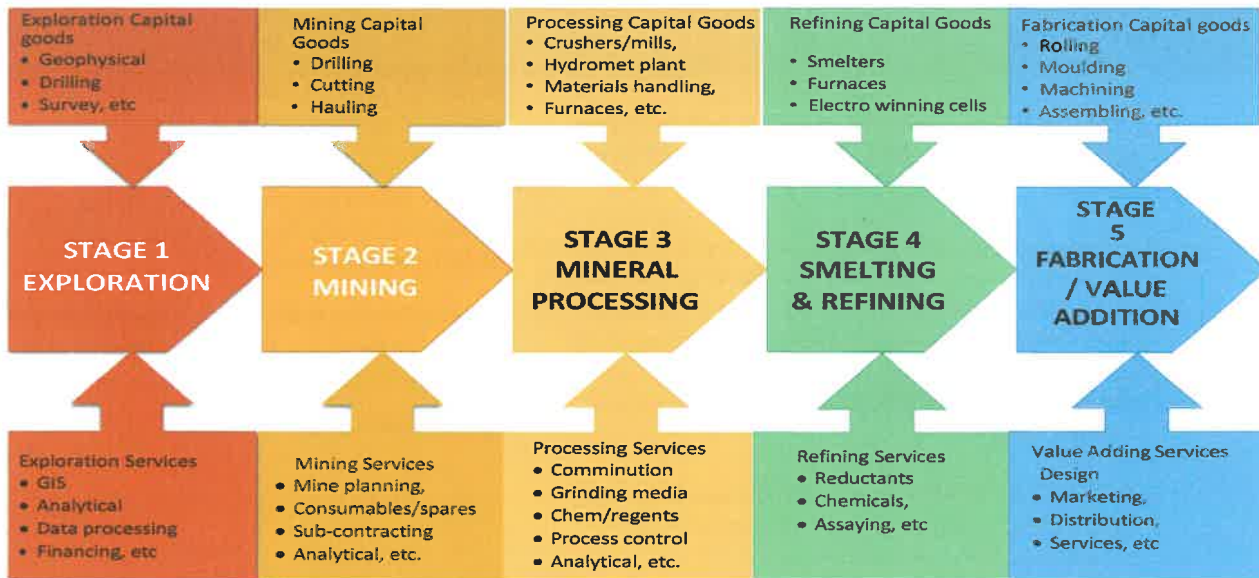 Exploration Capital
goods
• Geophysical
• Drilling
• Survey, etc
Mining Capital
Goods
• Drilling
• Cutting
• Hauling
Processing Capital Goods
• Crushers/mills,
• Hydromet plant
• Materials handling,
• Furnaces, etc.
Refining Capital Goods
• Smelters
• Furnaces
• Electro winning cells
Fabrication Capital goods
• Rolling
• Moulding
• Machining
• Assembling, etc.
STAGE 1
EXPLORATION
STAGE 2
MINING
STAGE 3
MINERAL
PROCESSING
STAGE 4
SMELTING
& REFINING
STAGE
5
FABRICATION
/ VALUE
ADDITION
Exploration Services
• GIS
• Analytical
• Data processing
• Financing, etc
Mining Services
• Mine planning,
• Consumables/spares
• Sub-contracting
• Analytical, etc.
Processing Services
• Comminution
• Grinding media
• Chem/regents
• Process control
• Analytical, etc.
Refining Services
• Reductants
• Chemicals,
• Assaying, etc
Value Adding Services
Design
• Marketing,
• Distribution,
• Services, etc